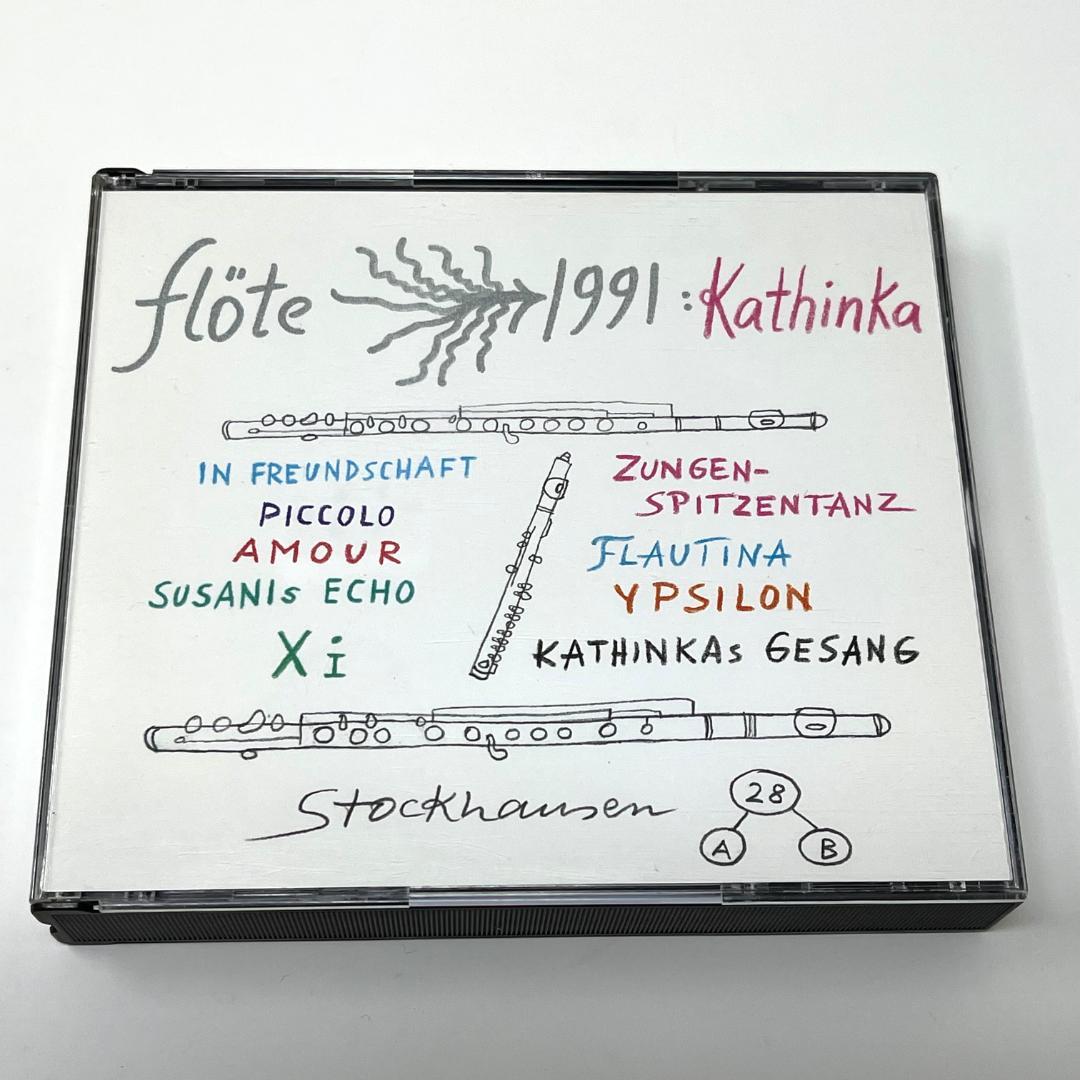 flöte 1991 : Kathinka
IN FREUNDSCHAFT
PICCOLO
AMOUR
SUSANIs ECHO
Xi
ZUNGEN-
SPITZENTANZ
FLAUTINA
YPSILON
KATHINKAs GESANG
Stockhausen
28
A B